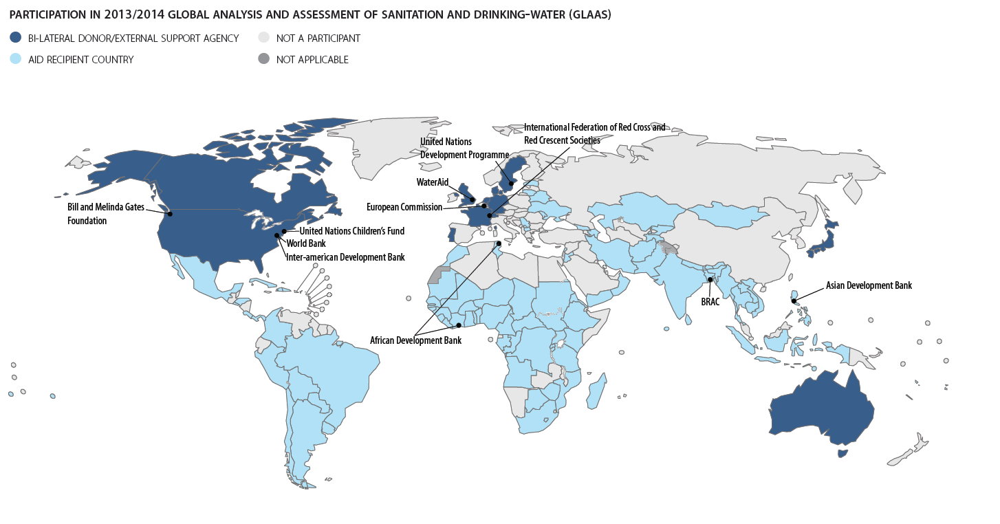 PARTICIPATION IN 2013/2014 GLOBAL ANALYSIS AND ASSESSMENT OF SANITATION AND DRINKING-WATER (GLAAS)
BI-LATERAL DONOR/EXTERNAL SUPPORT AGENCY
NOT A PARTICIPANT
AID RECIPIENT COUNTRY
NOT APPLICABLE
International Federation of Red Cross and
Red Crescent Societies
United Nations
Development Programme
WaterAid
European Commission
Bill and Melinda Gates
Foundation
United Nations Children's Fund
World Bank
Inter-american Development Bank
Asian Development Bank
BRAC
African Development Bank